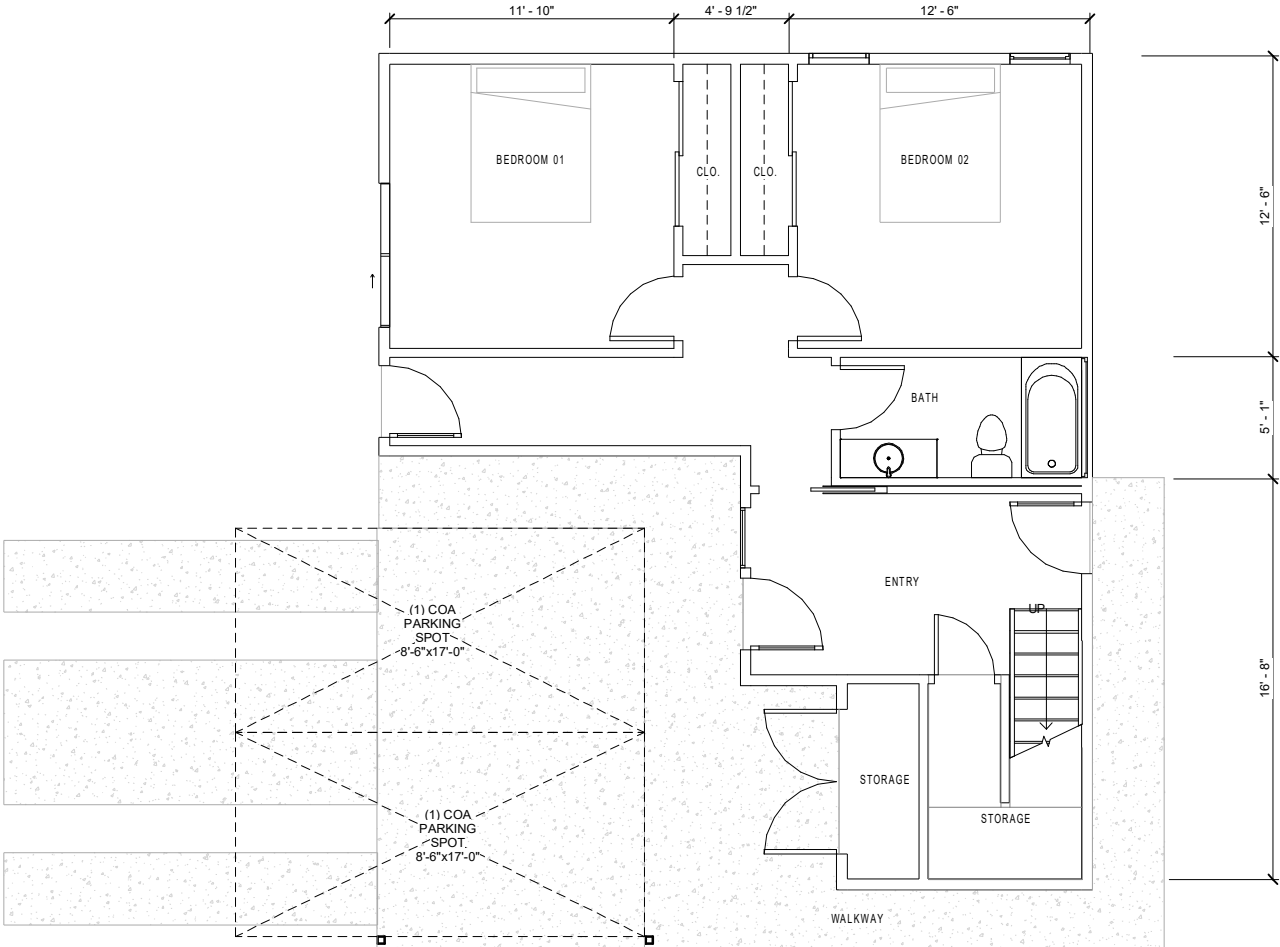 11' - 10"
4' - 9 1/2"
12' - 6"
BEDROOM 01
CLO.
CLO.
BEDROOM 02
12' - 6"
BATH
5' - 1"
ENTRY
UP
(1) COA
PARKING
SPOT
8'-6"x17'-0"
16' - 8"
STORAGE
STORAGE
(1) COA
PARKING
SPOT
8'-6"x17'-0"
WALKWAY